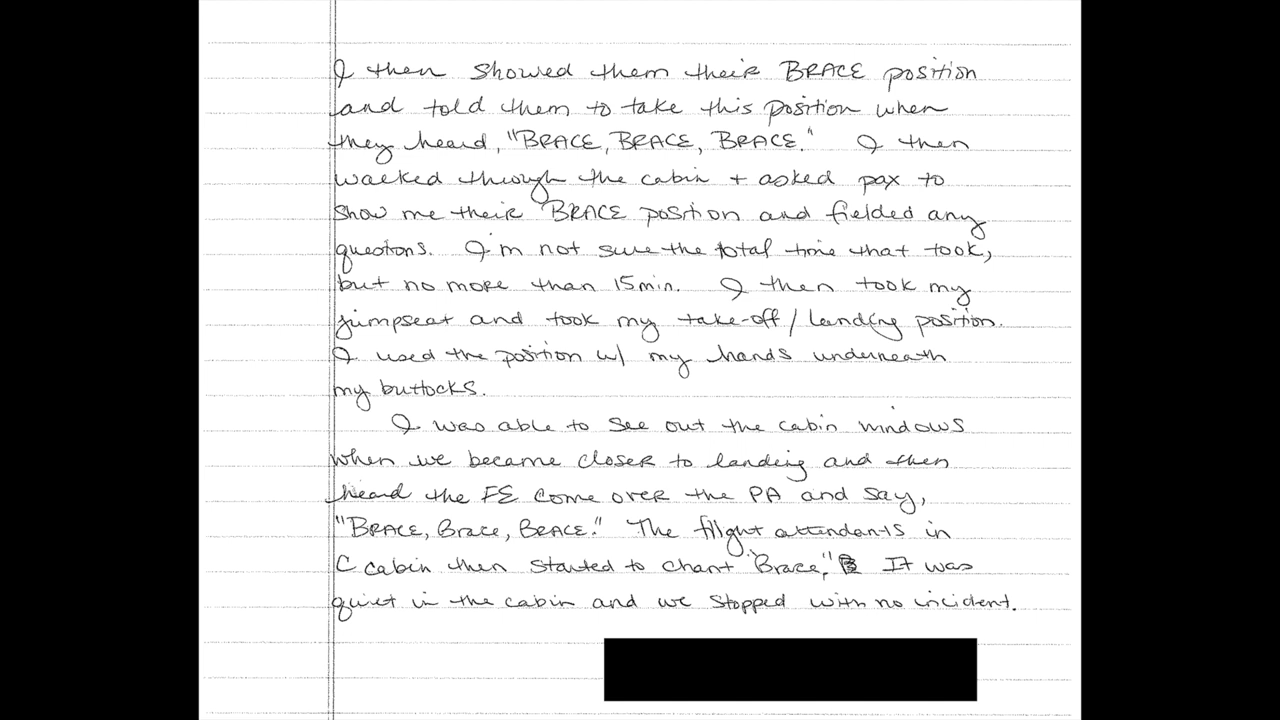 I then showed them their BRACE position
and told them to take this position when
they heard, "BRACE, BRACE, BRACE." I then
walked through the cabin + asked pax to
show me their BRACE position and fielded any
questions. I'm not sure the total time that took,
but no more than 15min. I then took my
jumpseat and took my take-off/landing position.
I used the position w/ my hands underneath
my buttocks.
I was able to see out the cabin windows
when we became closer to landing and then
heard the FE come over the PA and say,
"BRACE, Brace, BRACE." The flight attendants in
C cabin then started to chant "Brace." It was
quiet in the cabin and we stopped with no incident.